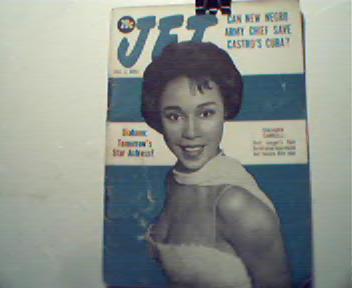 20¢
JET
CAN NEW NEGRO
ARMY CHIEF SAVE
CASTRO'S CUBA?
Diahann:
Tomorrow's
Star Actress?
DIAHANN
CARROLL: